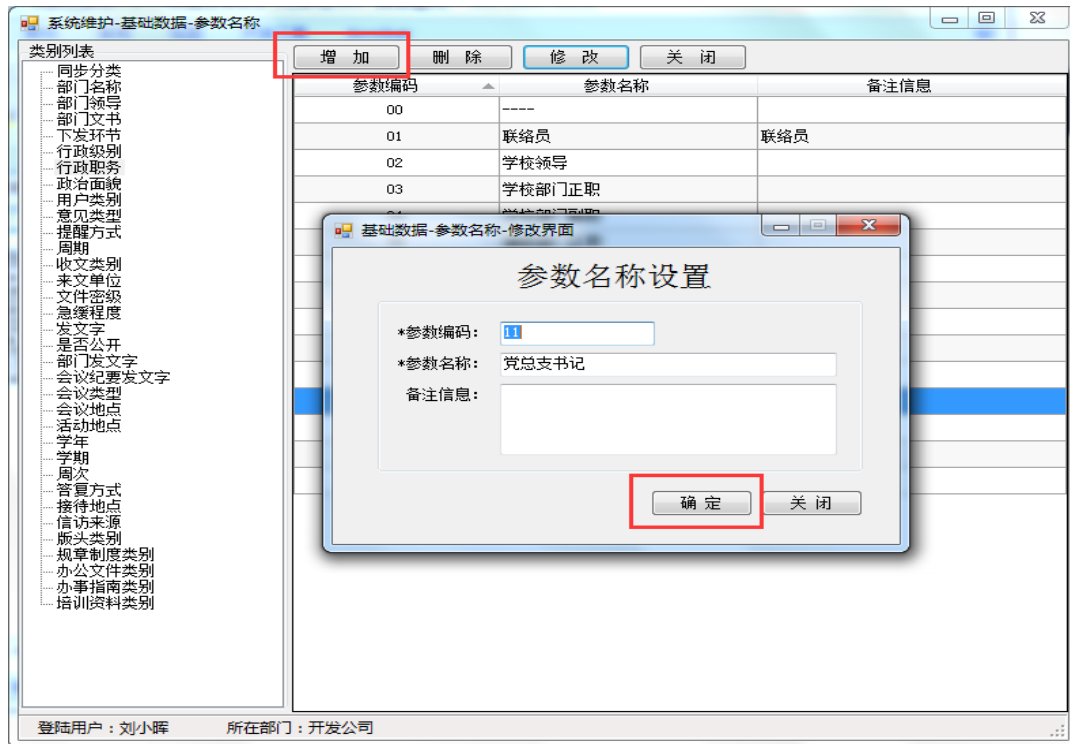 系统维护-基础数据-参数名称
类别列表
同步分类
部门名称
部门领导
部门文书
下发环节
行政级别
行政职务
政治面貌
用户类别
意见类型
提醒方式
周期
收文类别
来文单位
文件密级
急缓程度
发文字
是否公开
部门发文字
会议纪要发文字
会议类型
会议地点
活动地点
学年
学期
周次
答复方式
接待地点
信访来源
版头类别
规章制度类别
办公文件类别
办事指南类别
培训资料类别
增 加 删 除 修 改 关 闭
参数编码 参数名称 备注信息
00 ----
01 联络员 联络员
02 学校领导
03 学校部门正职
基础数据-参数名称-修改界面
参数名称设置
*参数编码: 11
*参数名称: 党总支书记
备注信息:
确 定 关 闭
登陆用户：刘小晖 所在部门：开发公司